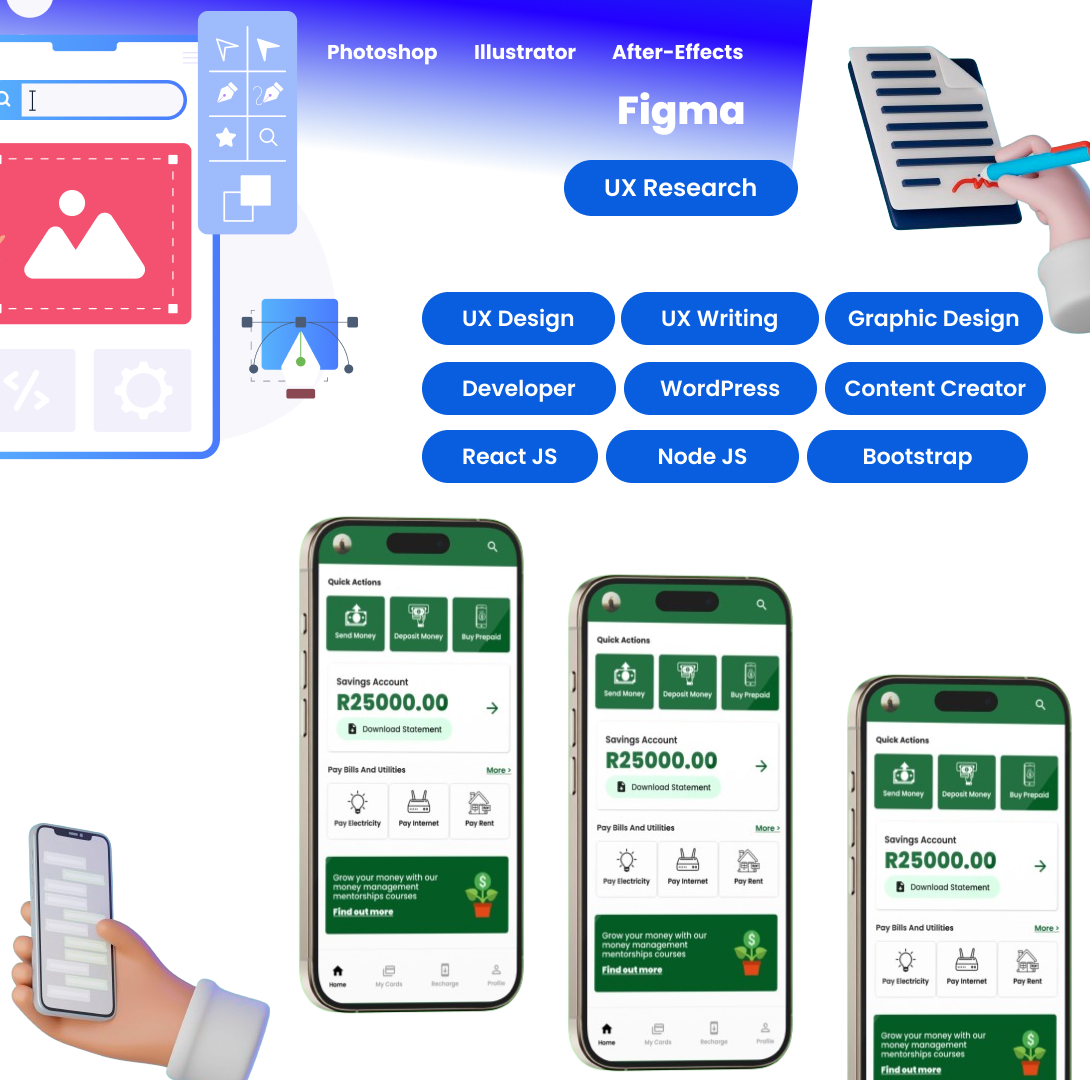 Photoshop Illustrator After-Effects
Figma
UX Research
UX Design UX Writing Graphic Design
Developer WordPress Content Creator
React JS Node JS Bootstrap
Quick Actions
Send Money Deposit Money Buy Prepaid
Savings Account
R25000.00
Download Statement
Pay Bills And Utilities More >
Pay Electricity Pay Internet Pay Rent
Grow your money with our
money management
mentorships courses
Find out more
Home My Cards Recharge Profile
Quick Actions
Send Money Deposit Money Buy Prepaid
Savings Account
R25000.00
Download Statement
Pay Bills And Utilities More >
Pay Electricity Pay Internet Pay Rent
Grow your money with our
money management
mentorships courses
Find out more
Home My Cards Recharge Profile
Quick Actions
Send Money Deposit Money Buy Prepaid
Savings Account
R25000.00
Download Statement
Pay Bills And Utilities More >
Pay Electricity Pay Internet Pay Rent
Grow your money with our
money management
mentorships courses
Find out more